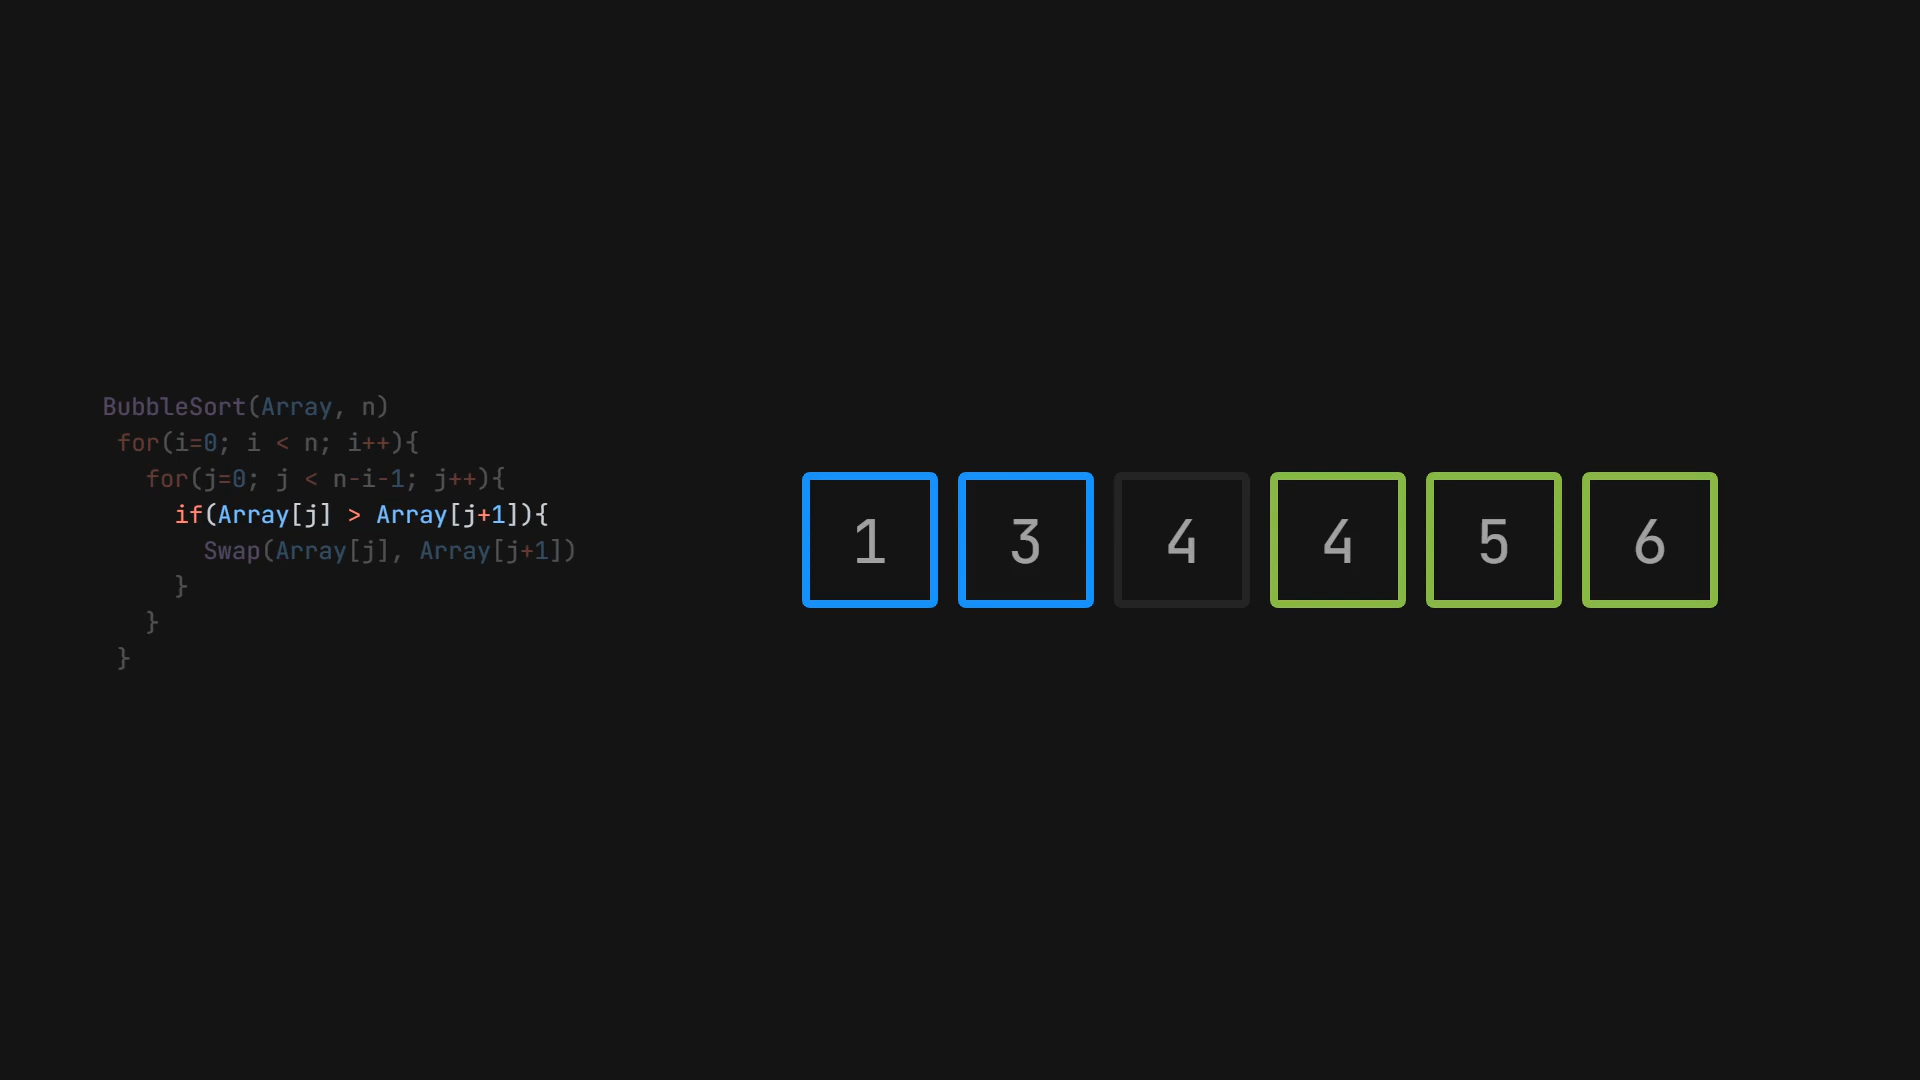 BubbleSort(Array, n)
for(i=0; i < n; i++){
for(j=0; j < n-i-1; j++){
if(Array[j] > Array[j+1]){
Swap(Array[j], Array[j+1])
}
}
}
1 3 4 4 5 6